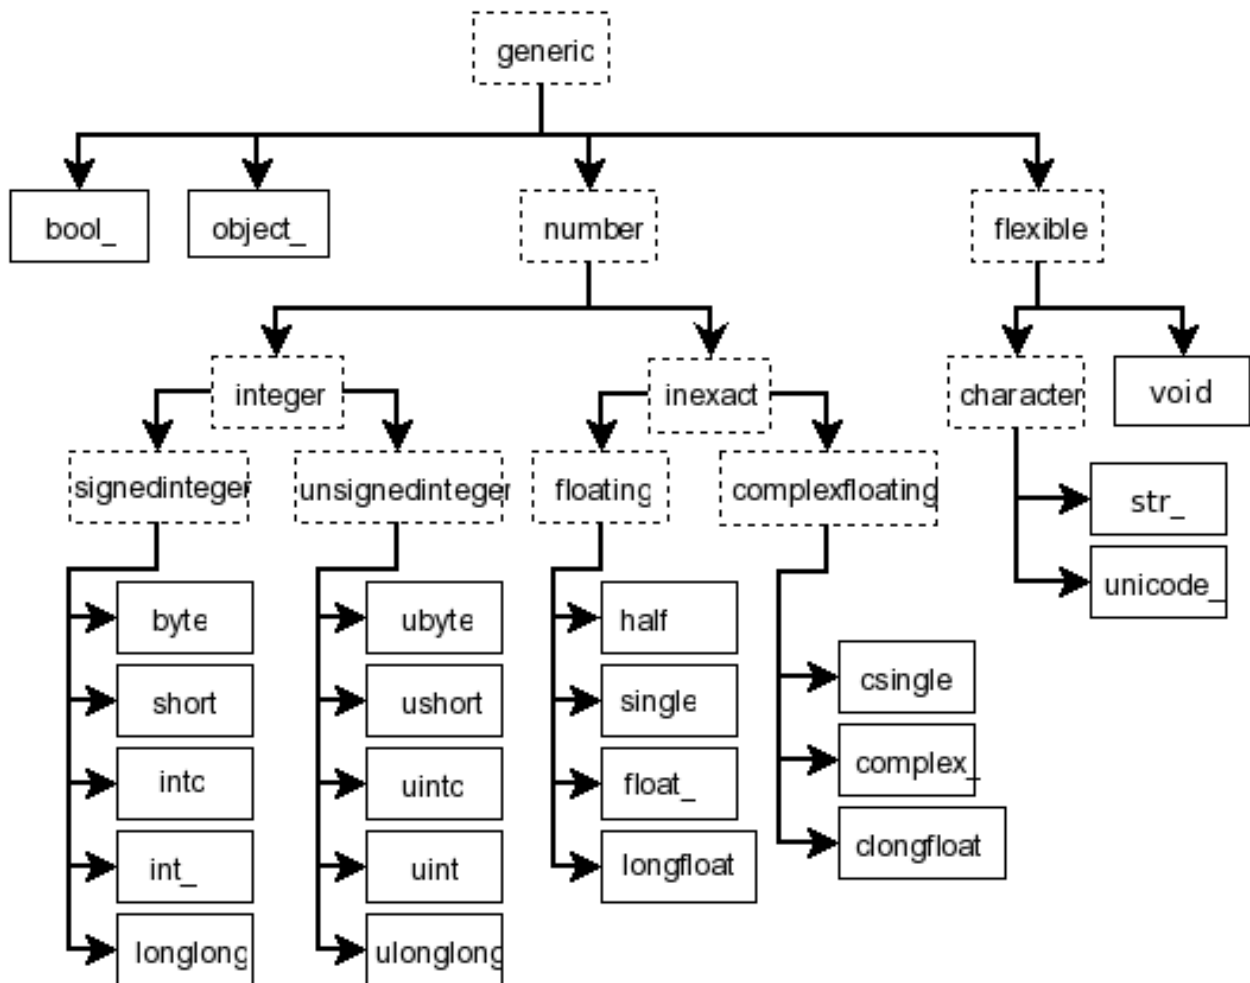 generic
bool_
object_
number
flexible
integer
inexact
character
void
signedinteger
unsignedinteger
floating
complexfloating
str_
unicode_
byte
ubyte
half
csingle
short
ushort
single
complex_
intc
uintc
float_
clongfloat
int_
uint
longfloat
longlong
ulonglong